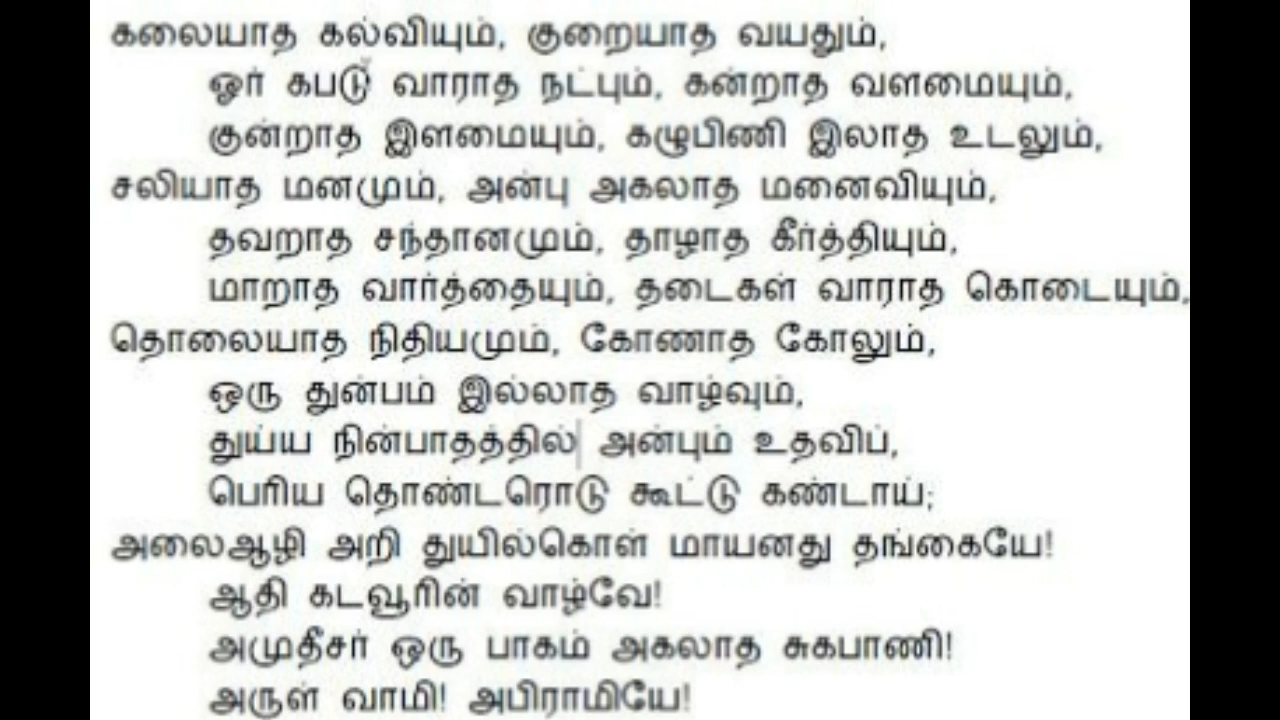 கலையாத கல்வியும், குறையாத வயதும்,
ஓர் கபடு வாராத நட்பும், கன்றாத வளமையும்,
குன்றாத இளமையும், கழுபிணி இலாத உடலும்,
சலியாத மனமும், அன்பு அகலாத மனைவியும்,
தவறாத சந்தானமும், தாழாத கீர்த்தியும்,
மாறாத வார்த்தையும், தடைகள் வாராத கொடையும்,
தொலையாத நிதியமும், கோணாத கோலும்,
ஒரு துன்பம் இல்லாத வாழ்வும்,
துய்ய நின்பாதத்தில் அன்பும் உதவிப்,
பெரிய தொண்டரொடு கூட்டு கண்டாய்;
அலைஆழி அறி துயில்கொள் மாயனது தங்கையே!
ஆதி கடவூரின் வாழ்வே!
அமுதீசர் ஒரு பாகம் அகலாத சுகபாணி!
அருள் வாமி! அபிராமியே!